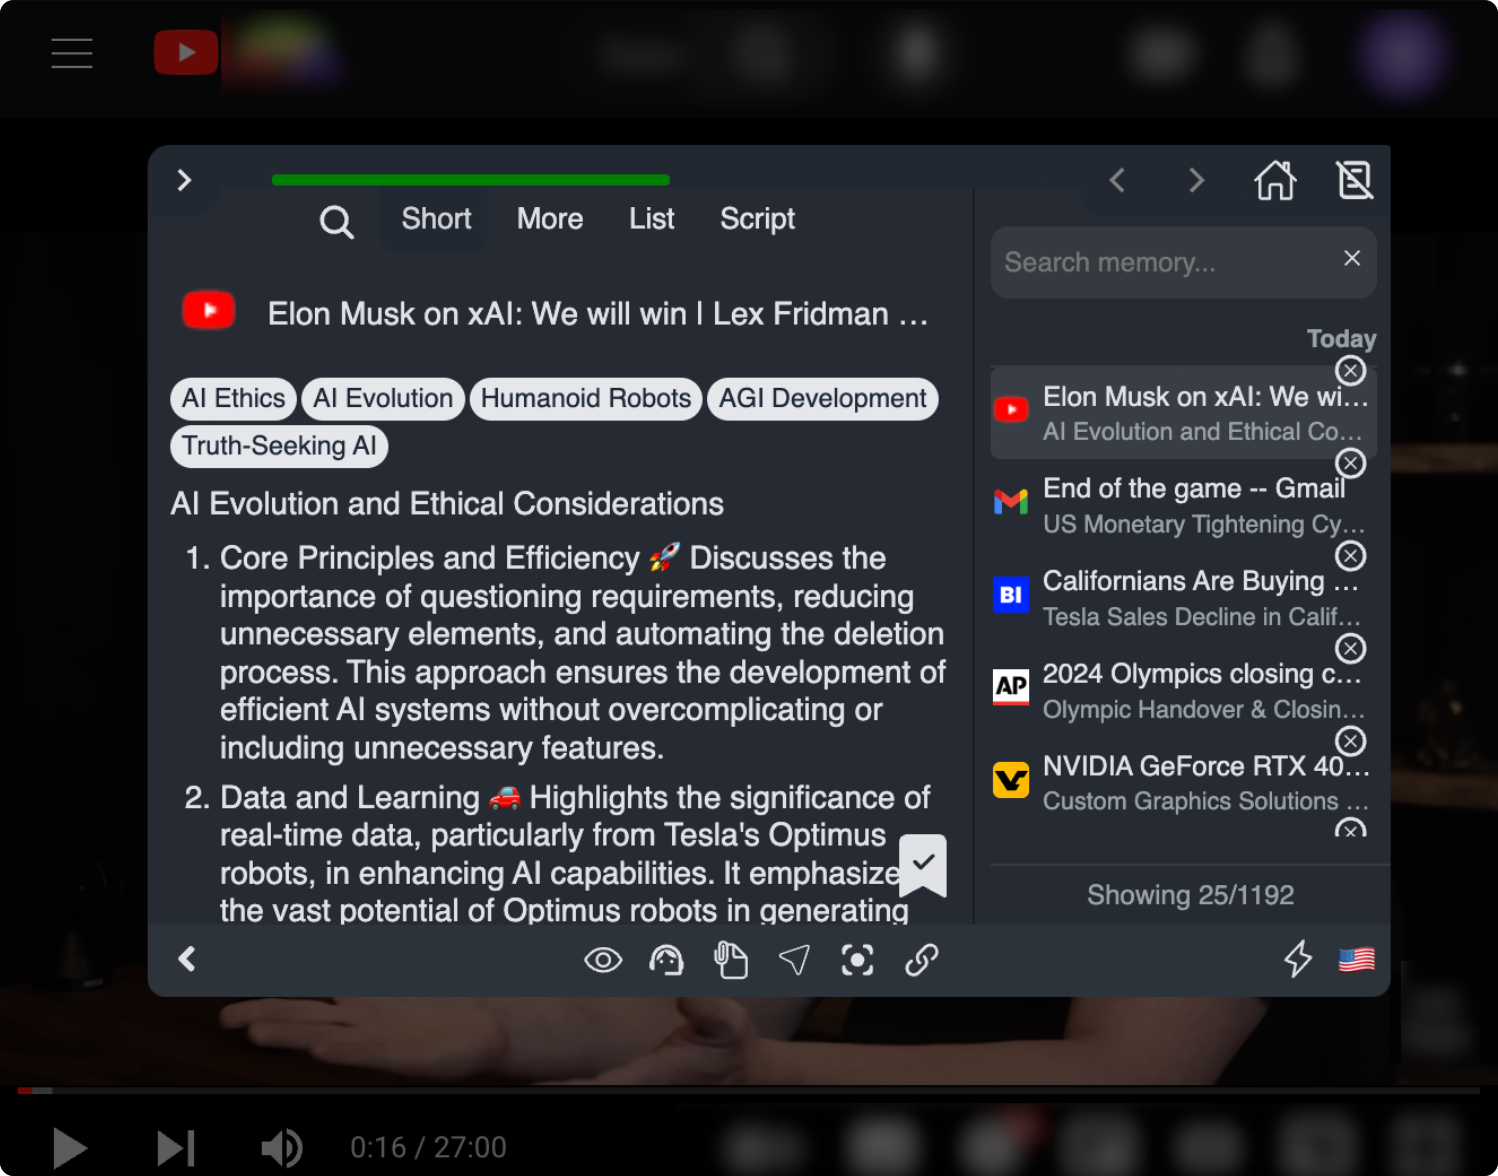 Short More List Script
Elon Musk on xAI: We will win | Lex Fridman ...
AI Ethics AI Evolution Humanoid Robots AGI Development
Truth-Seeking AI
AI Evolution and Ethical Considerations
1. Core Principles and Efficiency 🚀 Discusses the
importance of questioning requirements, reducing
unnecessary elements, and automating the deletion
process. This approach ensures the development of
efficient AI systems without overcomplicating or
including unnecessary features.
2. Data and Learning 🚗 Highlights the significance of
real-time data, particularly from Tesla's Optimus
robots, in enhancing AI capabilities. It emphasize
the vast potential of Optimus robots in generating
Search memory...
Today
Elon Musk on xAI: We wi...
AI Evolution and Ethical Co...
End of the game -- Gmail
US Monetary Tightening Cy...
BI
Californians Are Buying ...
Tesla Sales Decline in Calif...
AP
2024 Olympics closing c...
Olympic Handover & Closin...
NVIDIA GeForce RTX 40...
Custom Graphics Solutions ...
Showing 25/1192
0:16 / 27:00